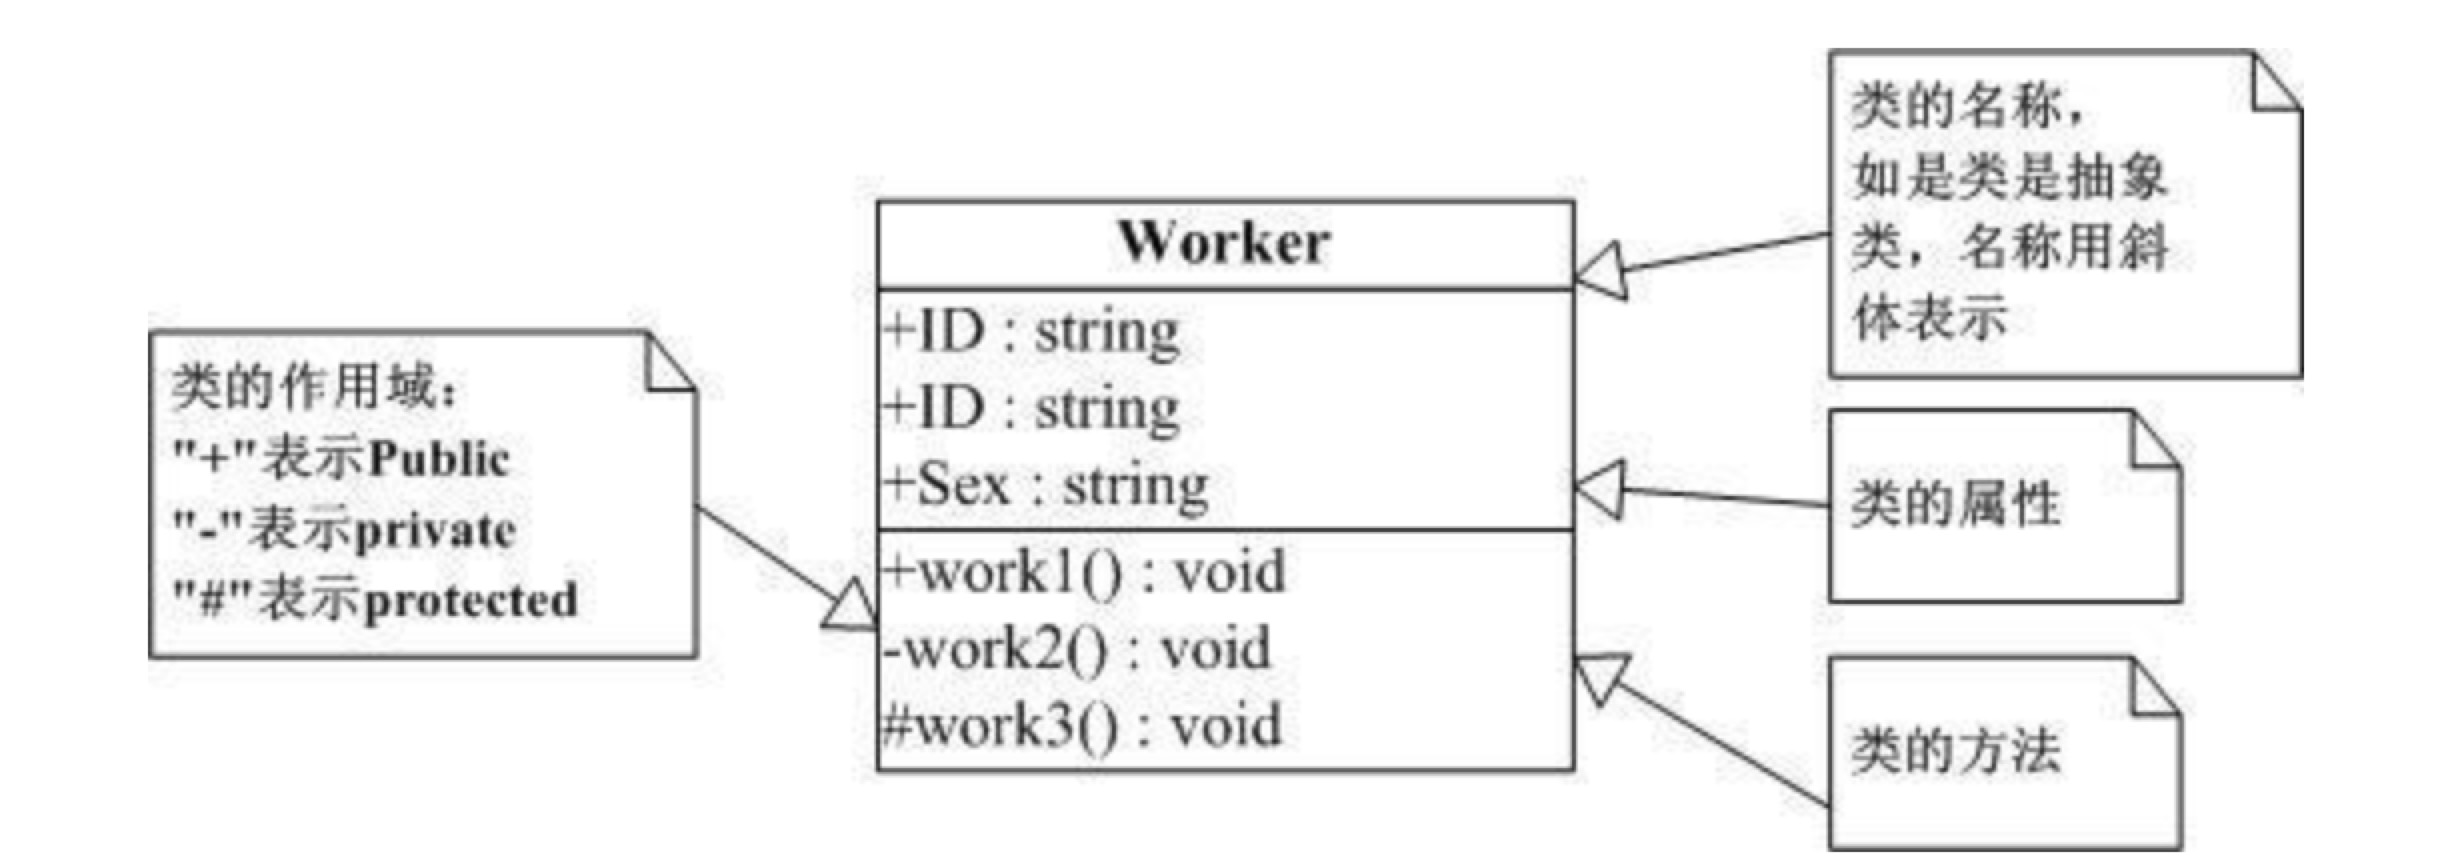 类的名称，
如是类是抽象
类，名称用斜
体表示
Worker
+ID : string
+ID : string
+Sex : string
+work1() : void
-work2() : void
#work3() : void
类的作用域：
"+"表示Public
"-"表示private
"#"表示protected
类的属性
类的方法